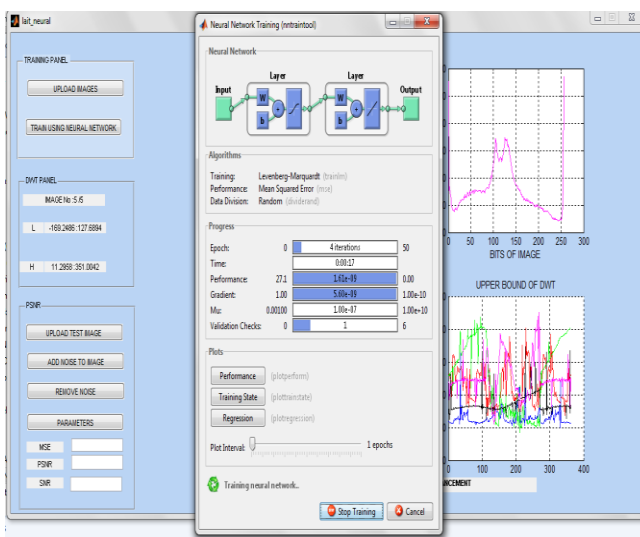 lait_neural
TRAINING PANEL
UPLOAD IMAGES
TRAIN USING NEURAL NETWORK
DWT PANEL
IMAGE No :5 /5
L -169.2486 :127.6894
H 11.2958 :351.0042
PSNR
UPLOAD TEST IMAGE
ADD NOISE TO IMAGE
REMOVE NOISE
PARAMETERS
MSE
PSNR
SNR
Neural Network Training (nntraintool)
Neural Network
Layer Layer
Input Output
W W
b b
Algorithms
Training: Levenberg-Marquardt (trainlm)
Performance: Mean Squared Error (mse)
Data Division: Random (dividerand)
Progress
Epoch: 0 4 iterations 50
Time: 0:00:17
Performance: 27.1 1.61e-09 0.00
Gradient: 1.00 5.60e-09 1.00e-10
Mu: 0.00100 1.00e-07 1.00e+10
Validation Checks: 0 1 6
Plots
Performance (plotperform)
Training State (plottrainstate)
Regression (plotregression)
Plot Interval: 1 epochs
Training neural network..
Stop Training Cancel
0 50 100 150 200 250 300
BITS OF IMAGE
UPPER BOUND OF DWT
0 100 200 300 400